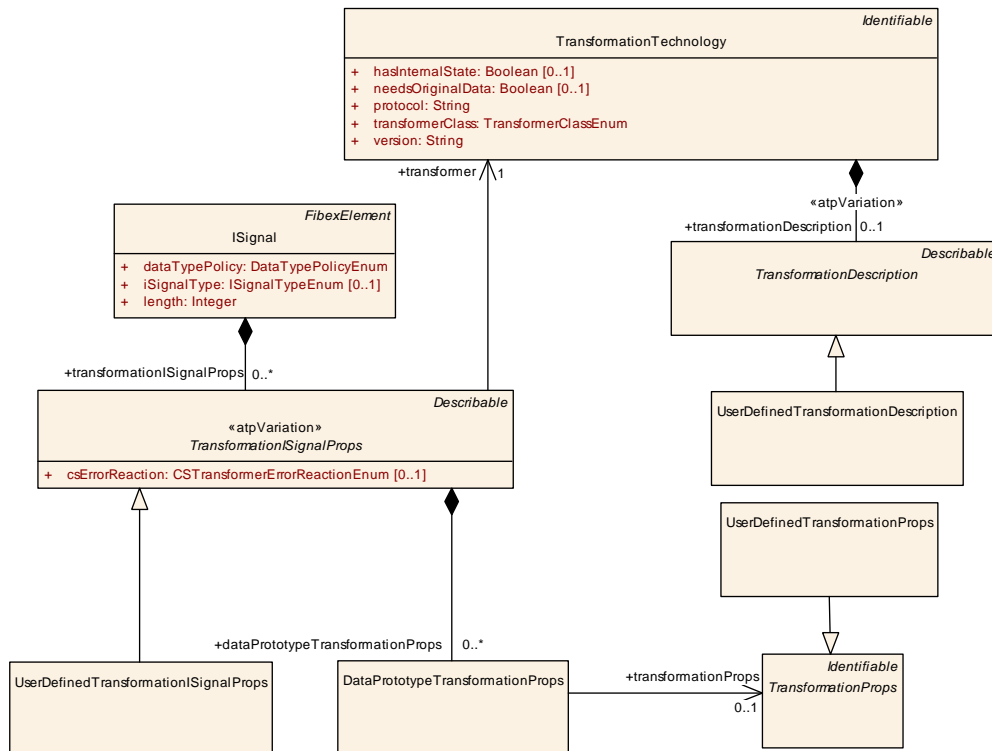 Identifiable
TransformationTechnology
+ hasInternalState: Boolean [0..1]
+ needsOriginalData: Boolean [0..1]
+ protocol: String
+ transformerClass: TransformerClassEnum
+ version: String
+transformer 1
«atpVariation»
+transformationDescription 0..1
FibexElement
ISignal
+ dataTypePolicy: DataTypePolicyEnum
+ iSignalType: ISignalTypeEnum [0..1]
+ length: Integer
Describable
TransformationDescription
+transformationISignalProps 0..*
Describable
«atpVariation»
TransformationISignalProps
+ csErrorReaction: CSTransformerErrorReactionEnum [0..1]
UserDefinedTransformationDescription
UserDefinedTransformationProps
+dataPrototypeTransformationProps 0..*
UserDefinedTransformationISignalProps
DataPrototypeTransformationProps
+transformationProps
0..1
Identifiable
TransformationProps